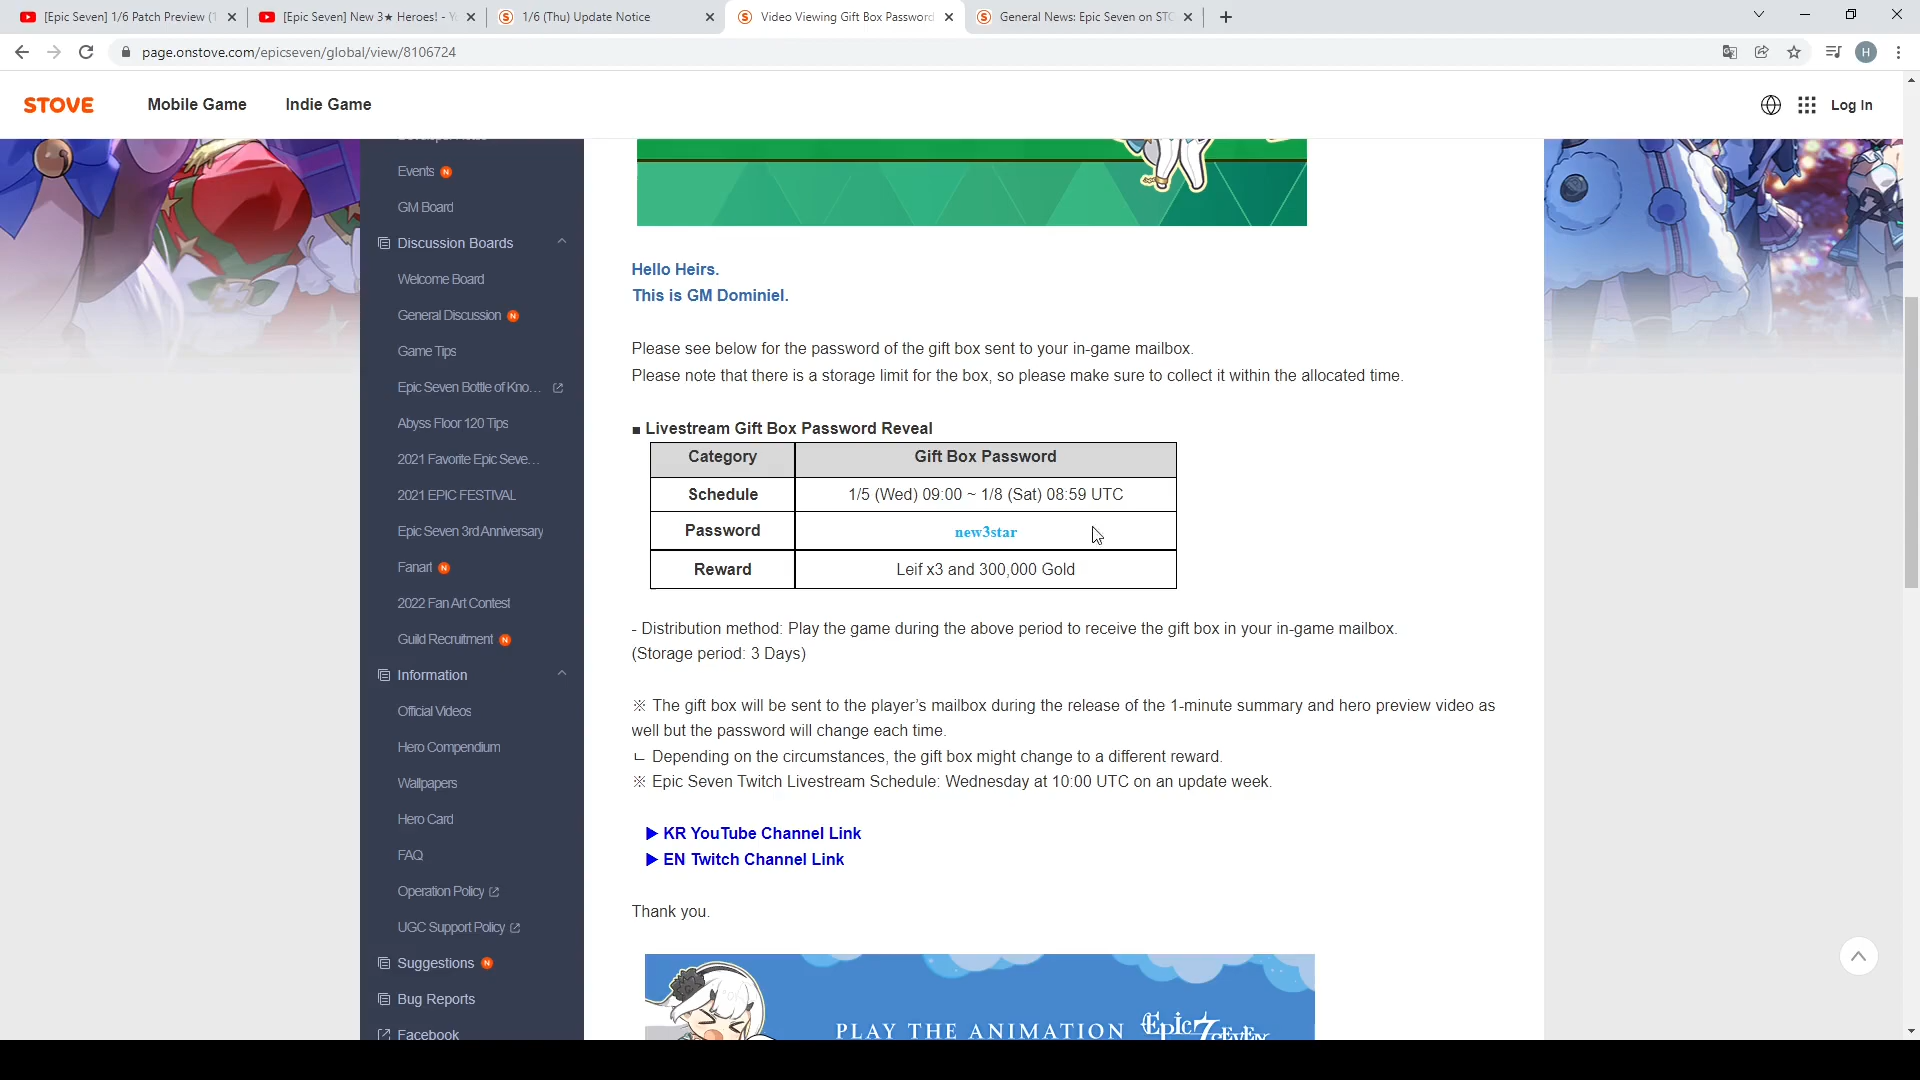 [Epic Seven] 1/6 Patch Preview (1
[Epic Seven] New 3★ Heroes! - Yo
1/6 (Thu) Update Notice
Video Viewing Gift Box Password
General News: Epic Seven on STO
page.onstove.com/epicseven/global/view/8106724
H
STOVE
Mobile Game
Indie Game
Log In
Events N
GM Board
Discussion Boards
Welcome Board
General Discussion N
Game Tips
Epic Seven Bottle of Kno...
Abyss Floor 120 Tips
2021 Favorite Epic Seve...
2021 EPIC FESTIVAL
Epic Seven 3rd Anniversary
Fanart N
2022 Fan Art Contest
Guild Recruitment N
Information
Official Videos
Hero Compendium
Wallpapers
Hero Card
FAQ
Operation Policy
UGC Support Policy
Suggestions N
Bug Reports
Facebook
Hello Heirs.
This is GM Dominiel.
Please see below for the password of the gift box sent to your in-game mailbox.
Please note that there is a storage limit for the box, so please make sure to collect it within the allocated time.
■ Livestream Gift Box Password Reveal
Category Gift Box Password
Schedule 1/5 (Wed) 09:00 ~ 1/8 (Sat) 08:59 UTC
Password new3star
Reward Leif x3 and 300,000 Gold
- Distribution method: Play the game during the above period to receive the gift box in your in-game mailbox.
(Storage period: 3 Days)
※ The gift box will be sent to the player's mailbox during the release of the 1-minute summary and hero preview video as
well but the password will change each time.
ㄴ Depending on the circumstances, the gift box might change to a different reward.
※ Epic Seven Twitch Livestream Schedule: Wednesday at 10:00 UTC on an update week.
▶ KR YouTube Channel Link
▶ EN Twitch Channel Link
Thank you.
PLAY THE ANIMATION Epic7 SEVEN